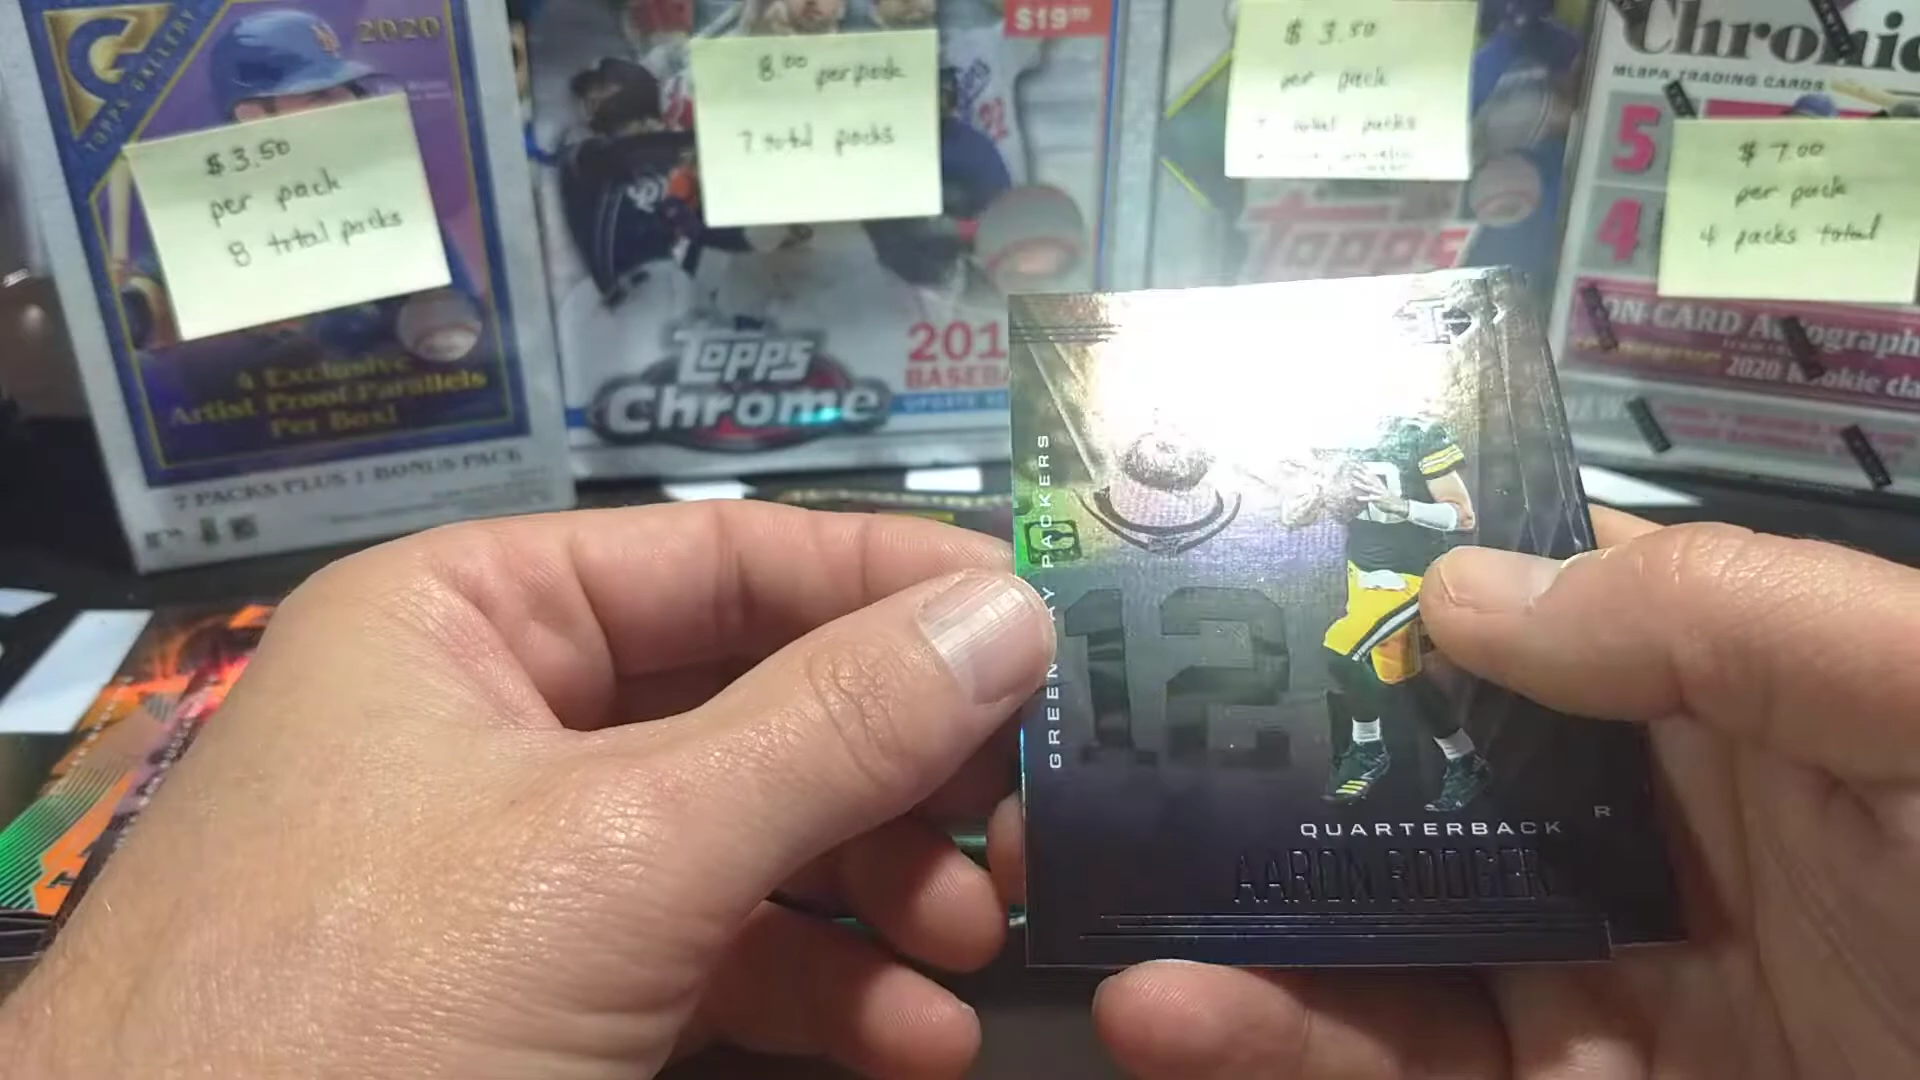 2020
TOPPS GALLERY
$3.50
per pack
8 total packs
4 Exclusive
Artist Proof Parallels
Per Box!
7 PACKS PLUS 1 BONUS PACK
$19.99
8.00 per pack
7 total packs
Topps
Chrome
201
BASEBA
UPDATE
$3.50
per pack
total packs
Topps
Chronic
MLBPA TRADING CARDS
5
4
$7.00
per pack
4 packs total
ON-CARD Autograph
2020 Rookie cla
GREEN BAY PACKERS
12
QUARTERBACK
R
AARON RODGER